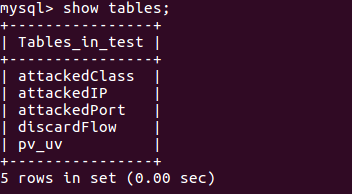 mysql> show tables;
+----------------+
| Tables_in_test |
+----------------+
| attackedClass  |
| attackedIP     |
| attackedPort   |
| discardFlow    |
| pv_uv          |
+----------------+
5 rows in set (0.00 sec)